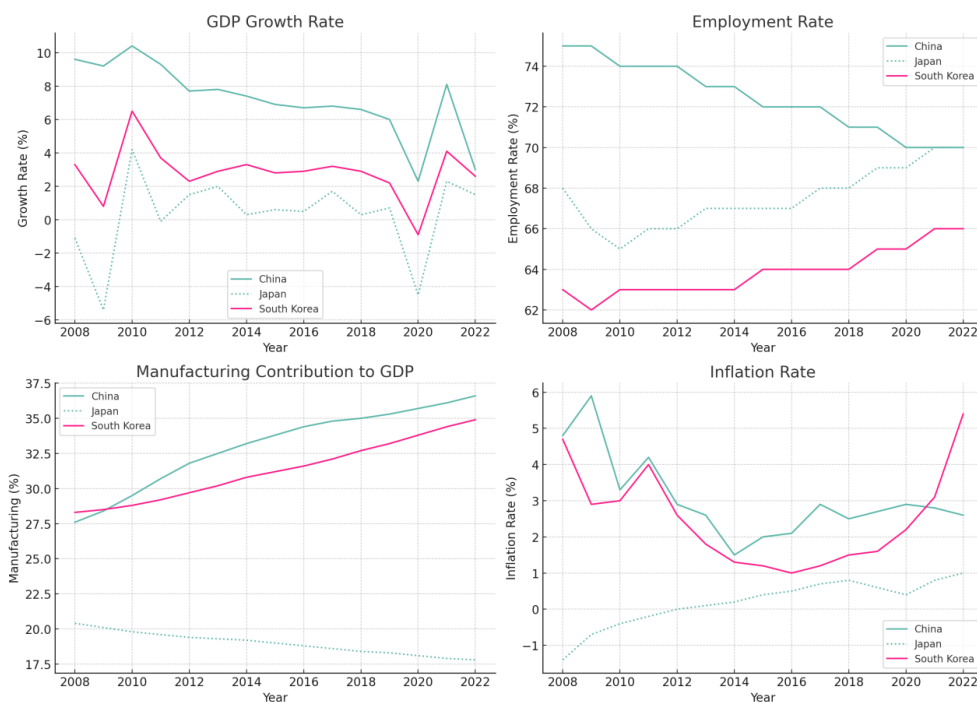 GDP Growth Rate
Growth Rate (%)
10
8
6
4
2
0
−2
−4
−6
China
Japan
South Korea
2008 2010 2012 2014 2016 2018 2020 2022
Year
Employment Rate
Employment Rate (%)
74
72
70
68
66
64
62
China
Japan
South Korea
2008 2010 2012 2014 2016 2018 2020 2022
Year
Manufacturing Contribution to GDP
Manufacturing (%)
37.5
35.0
32.5
30.0
27.5
25.0
22.5
20.0
17.5
China
Japan
South Korea
2008 2010 2012 2014 2016 2018 2020 2022
Year
Inflation Rate
Inflation Rate (%)
6
5
4
3
2
1
0
−1
China
Japan
South Korea
2008 2010 2012 2014 2016 2018 2020 2022
Year